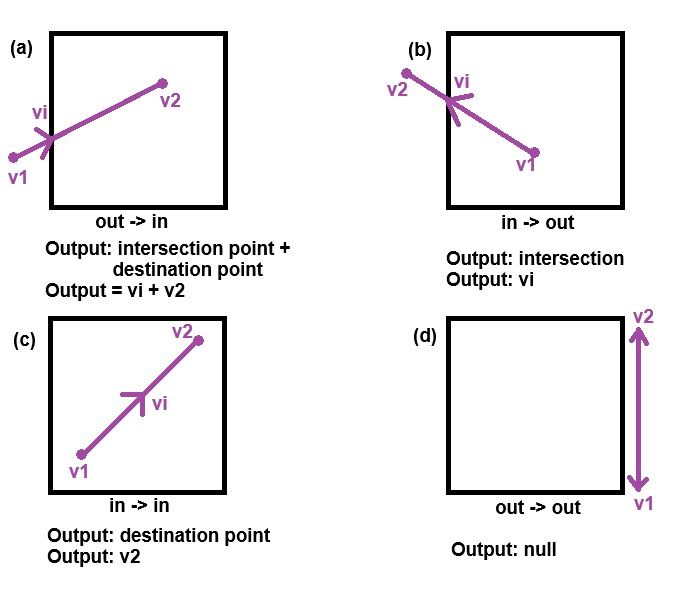 (a)
vi
v2
v1
out -> in
Output: intersection point +
destination point
Output = vi + v2
(b)
vi
v2
v1
in -> out
Output: intersection
Output: vi
(c)
v2
vi
v1
in -> in
Output: destination point
Output: v2
(d)
v2
v1
out -> out
Output: null